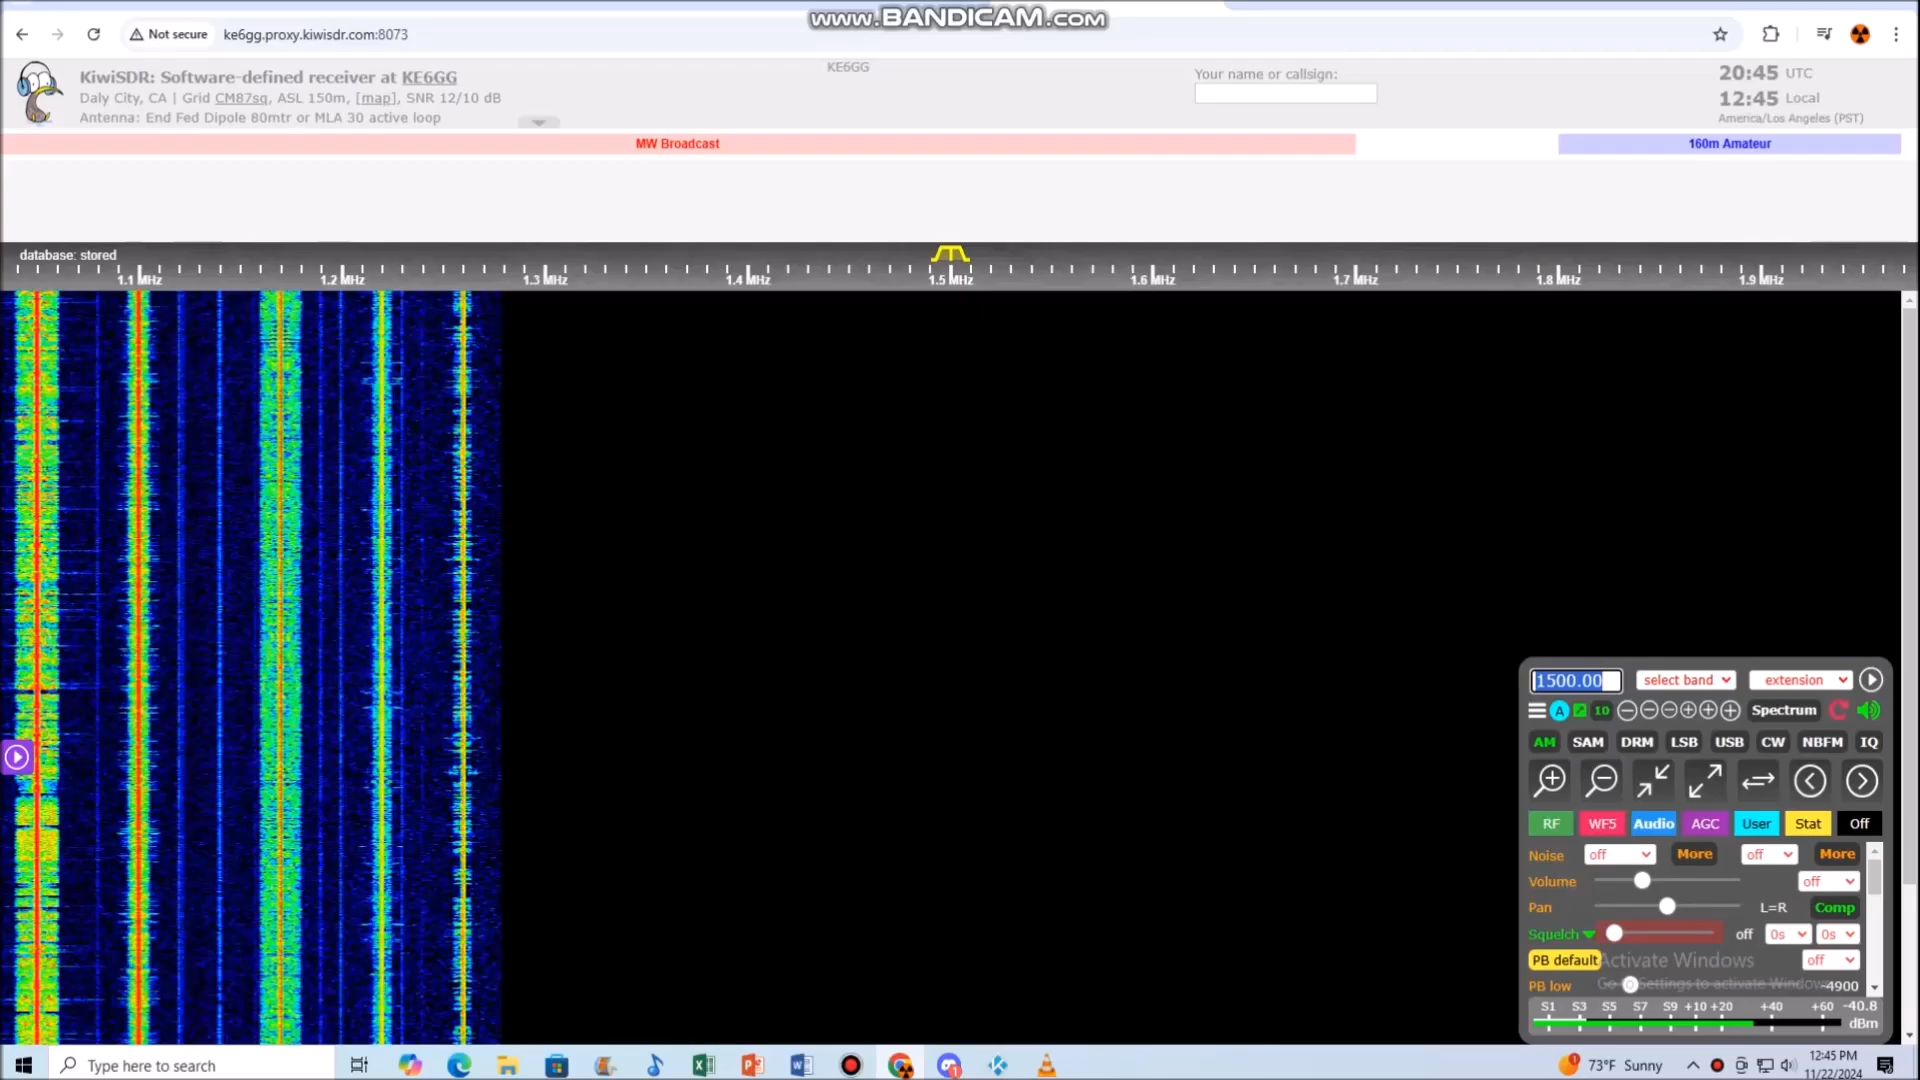 www.BANDICAM.com
Not secure
ke6gg.proxy.kiwisdr.com:8073
KiwiSDR: Software-defined receiver at KE6GG
Daly City, CA | Grid CM87sq, ASL 150m, [map], SNR 12/10 dB
Antenna: End Fed Dipole 80mtr or MLA 30 active loop
KE6GG
Your name or callsign:
20:45 UTC
12:45 Local
America/Los Angeles (PST)
MW Broadcast
160m Amateur
database: stored
1.1 MHz 1.2 MHz 1.3 MHz 1.4 MHz 1.5 MHz 1.6 MHz 1.7 MHz 1.8 MHz 1.9 MHz
1500.00 select band extension
A 10 Spectrum
AM SAM DRM LSB USB CW NBFM IQ
RF WF5 Audio AGC User Stat Off
Noise off More off More
Volume off
Pan L=R Comp
Squelch off 0s 0s
PB default Activate Windows off
PB low Go to Settings to activate Windows -4900
S1 S3 S5 S7 S9 +10 +20 +40 +60 -40.8
dBm
Type here to search
1
1
73°F Sunny
12:45 PM
11/22/2024